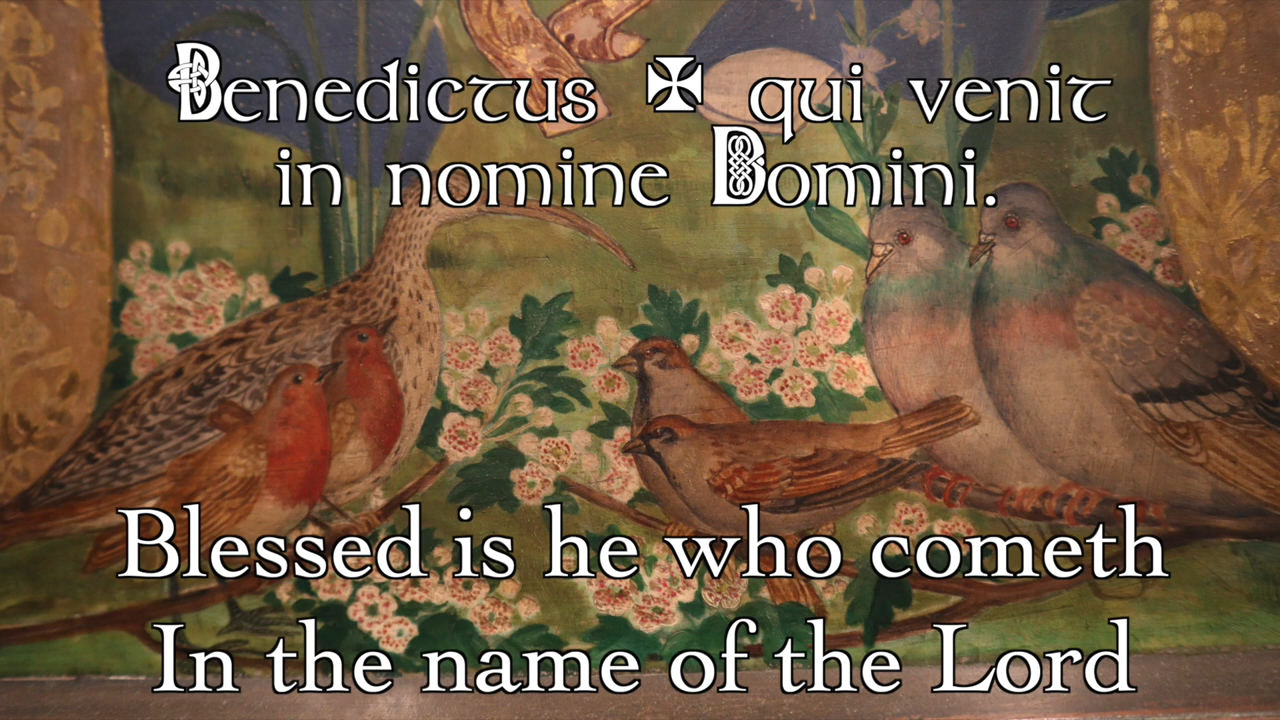 Benedictus ✠ qui venit
in nomine Domini.
Blessed is he who cometh
In the name of the Lord